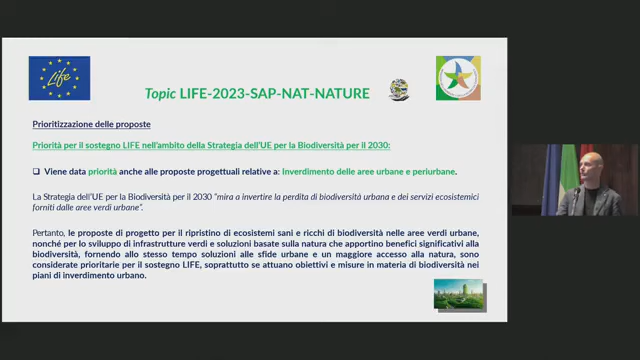 Life
Topic LIFE-2023-SAP-NAT-NATURE
Prioritizzazione delle proposte
Priorità per il sostegno LIFE nell'ambito della Strategia dell'UE per la Biodiversità per il 2030:
❑ Viene data priorità anche alle proposte progettuali relative a: Inverdimento delle aree urbane e periurbane.
La Strategia dell'UE per la Biodiversità per il 2030 "mira a invertire la perdita di biodiversità urbana e dei servizi ecosistemici
forniti dalle aree verdi urbane".
Pertanto, le proposte di progetto per il ripristino di ecosistemi sani e ricchi di biodiversità nelle aree verdi urbane,
nonché per lo sviluppo di infrastrutture verdi e soluzioni basate sulla natura che apportino benefici significativi alla
biodiversità, fornendo allo stesso tempo soluzioni alle sfide urbane e un maggiore accesso alla natura, sono
considerate prioritarie per il sostegno LIFE, soprattutto se attuano obiettivi e misure in materia di biodiversità nei
piani di inverdimento urbano.